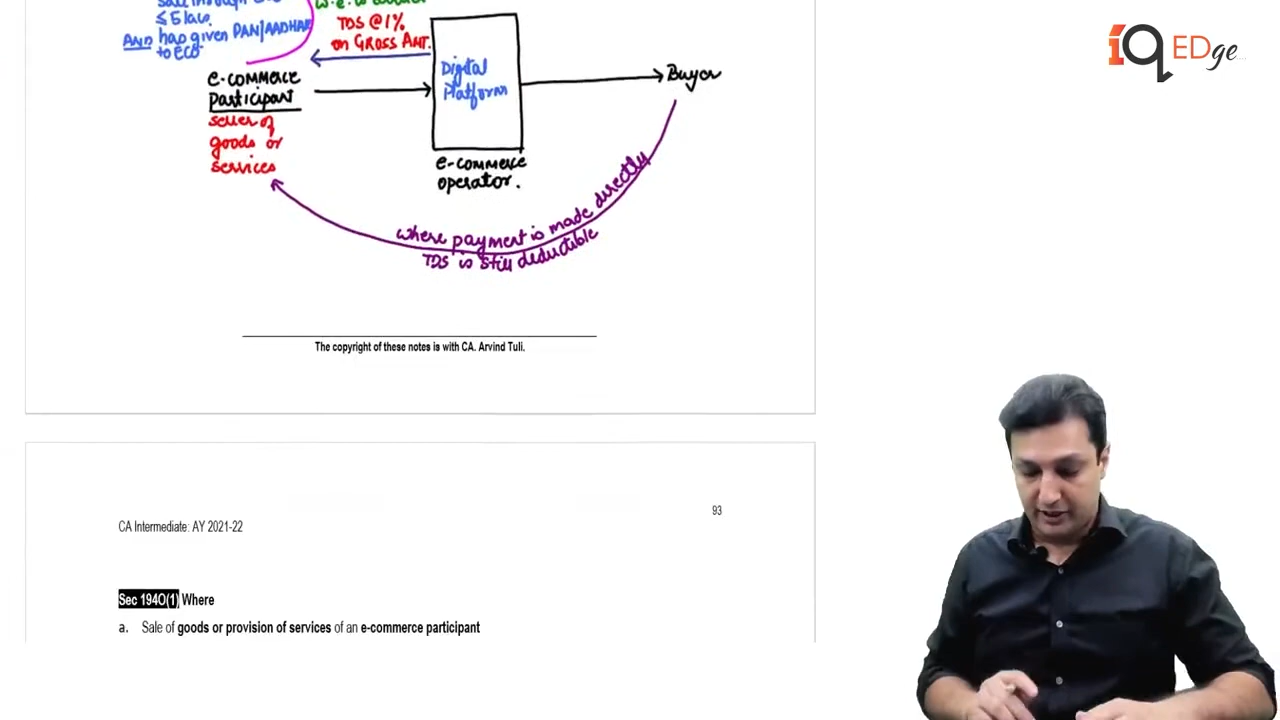 ≤ 5 lac.
AND has given PAN/AADHAR
to ECO
TDS @ 1%
on GROSS AMT.
iQ EDge
e-commerce
participant
seller of
goods or
services
Digital
Platform
Buyer
e-commerce
operator.
where payment is made directly
TDS is still deductible
The copyright of these notes is with CA. Arvind Tuli.
93
CA Intermediate: AY 2021-22
Sec 194O(1) Where
a. Sale of goods or provision of services of an e-commerce participant